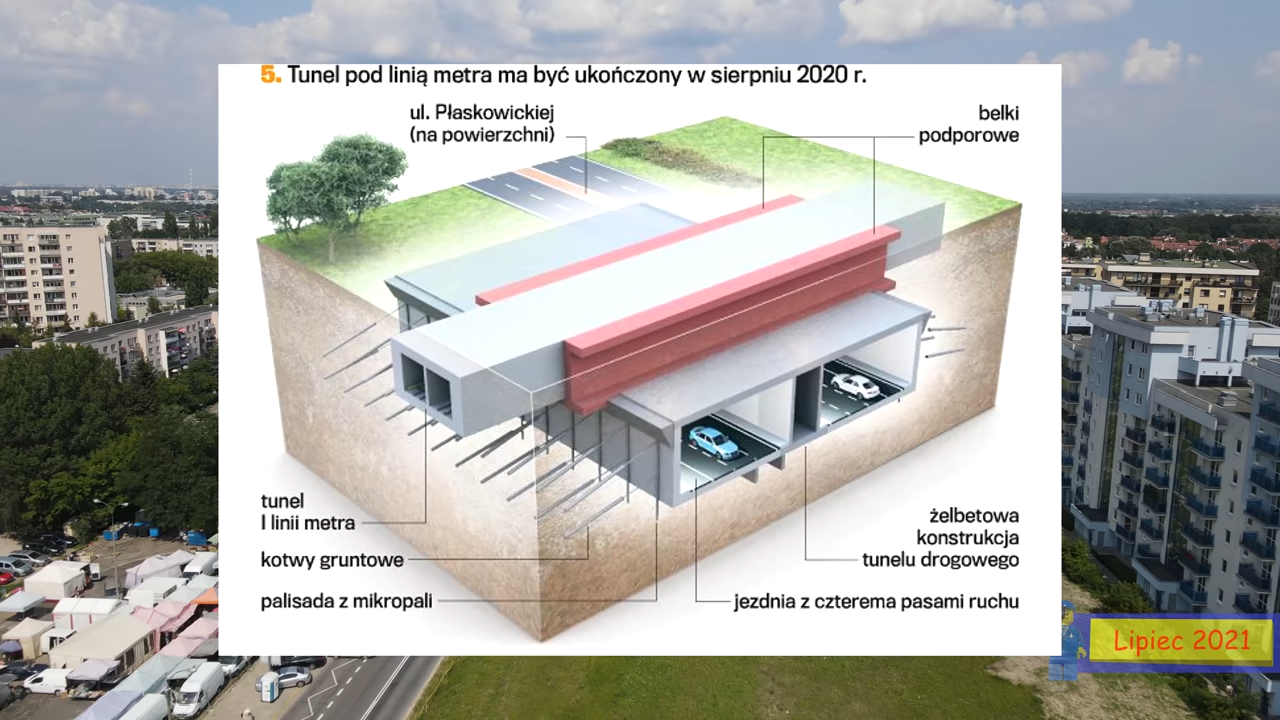 5. Tunel pod linią metra ma być ukończony w sierpniu 2020 r.
ul. Płaskowickiej
(na powierzchni)
belki
podporowe
tunel
I linii metra
kotwy gruntowe
palisada z mikropali
żelbetowa
konstrukcja
tunelu drogowego
jezdnia z czterema pasami ruchu
Lipiec 2021